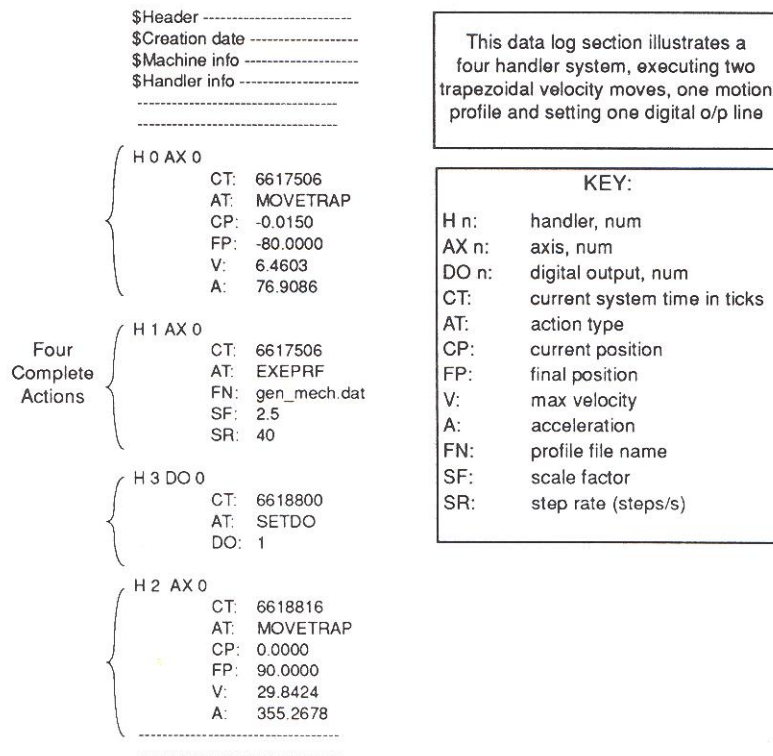 $Header
$Creation date
$Machine info
$Handler info
H 0 AX 0
CT: 6617506
AT: MOVETRAP
CP: -0.0150
FP: -80.0000
V: 6.4603
A: 76.9086
H 1 AX 0
CT: 6617506
AT: EXEPRF
FN: gen_mech.dat
SF: 2.5
SR: 40
Four
Complete
Actions
H 3 DO 0
CT: 6618800
AT: SETDO
DO: 1
H 2 AX 0
CT: 6618816
AT: MOVETRAP
CP: 0.0000
FP: 90.0000
V: 29.8424
A: 355.2678
This data log section illustrates a
four handler system, executing two
trapezoidal velocity moves, one motion
profile and setting one digital o/p line
KEY:
H n: handler, num
AX n: axis, num
DO n: digital output, num
CT: current system time in ticks
AT: action type
CP: current position
FP: final position
V: max velocity
A: acceleration
FN: profile file name
SF: scale factor
SR: step rate (steps/s)